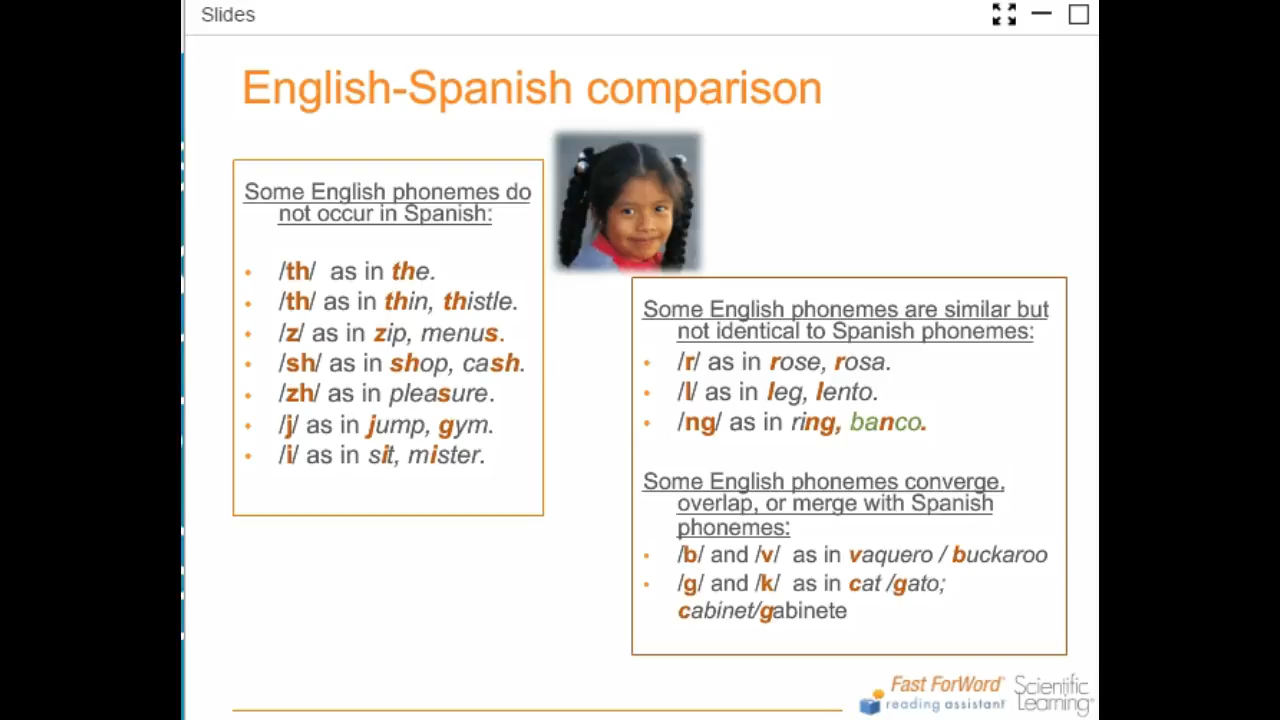 Slides
English-Spanish comparison
Some English phonemes do
not occur in Spanish:
• /th/ as in the.
• /th/ as in thin, thistle.
• /z/ as in zip, menus.
• /sh/ as in shop, cash.
• /zh/ as in pleasure.
• /j/ as in jump, gym.
• /i/ as in sit, mister.
Some English phonemes are similar but
not identical to Spanish phonemes:
• /r/ as in rose, rosa.
• /l/ as in leg, lento.
• /ng/ as in ring, banco.
Some English phonemes converge,
overlap, or merge with Spanish
phonemes:
• /b/ and /v/ as in vaquero / buckaroo
• /g/ and /k/ as in cat /gato;
cabinet/gabinete
Fast ForWord
reading assistant
Scientific
Learning